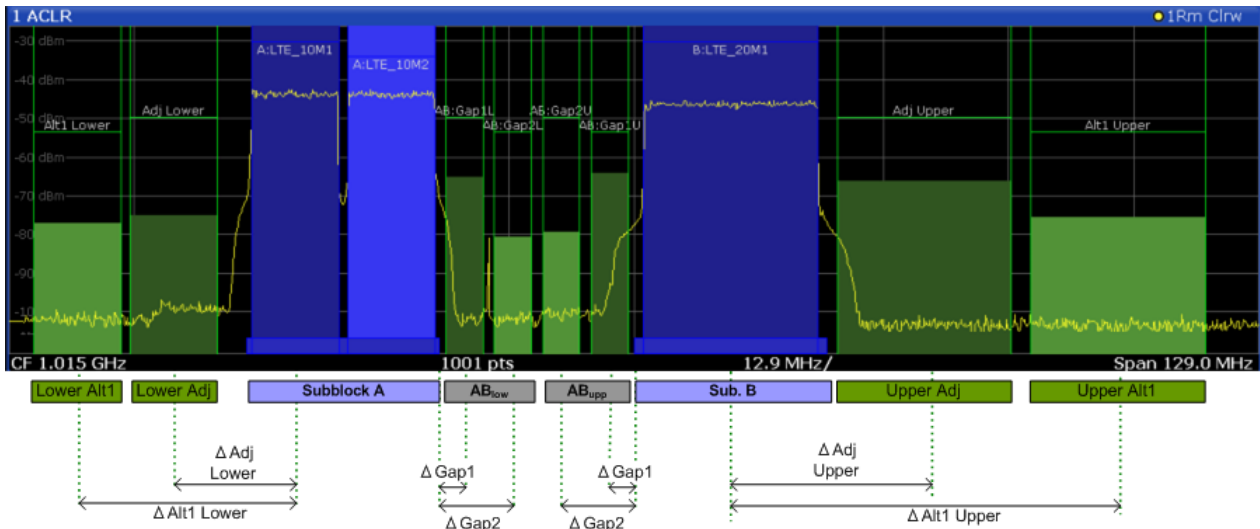 1 ACLR
1Rm Clrw
-30 dBm
A:LTE_10M1
B:LTE_20M1
A:LTE_10M2
-40 dBm
Adj Lower
AB:Gap1L
AB:Gap2U
Adj Upper
-50 dBm
Alt1 Lower
AB:Gap2L
AB:Gap1U
Alt1 Upper
-60 dBm
-70 dBm
-80 dBm
-90 dBm
CF 1.015 GHz
1001 pts
12.9 MHz/
Span 129.0 MHz
Lower Alt1
Lower Adj
Subblock A
ABlow
ABupp
Sub. B
Upper Adj
Upper Alt1
Δ Adj
Lower
Δ Alt1 Lower
Δ Gap1
Δ Gap2
Δ Gap1
Δ Gap2
Δ Adj
Upper
Δ Alt1 Upper